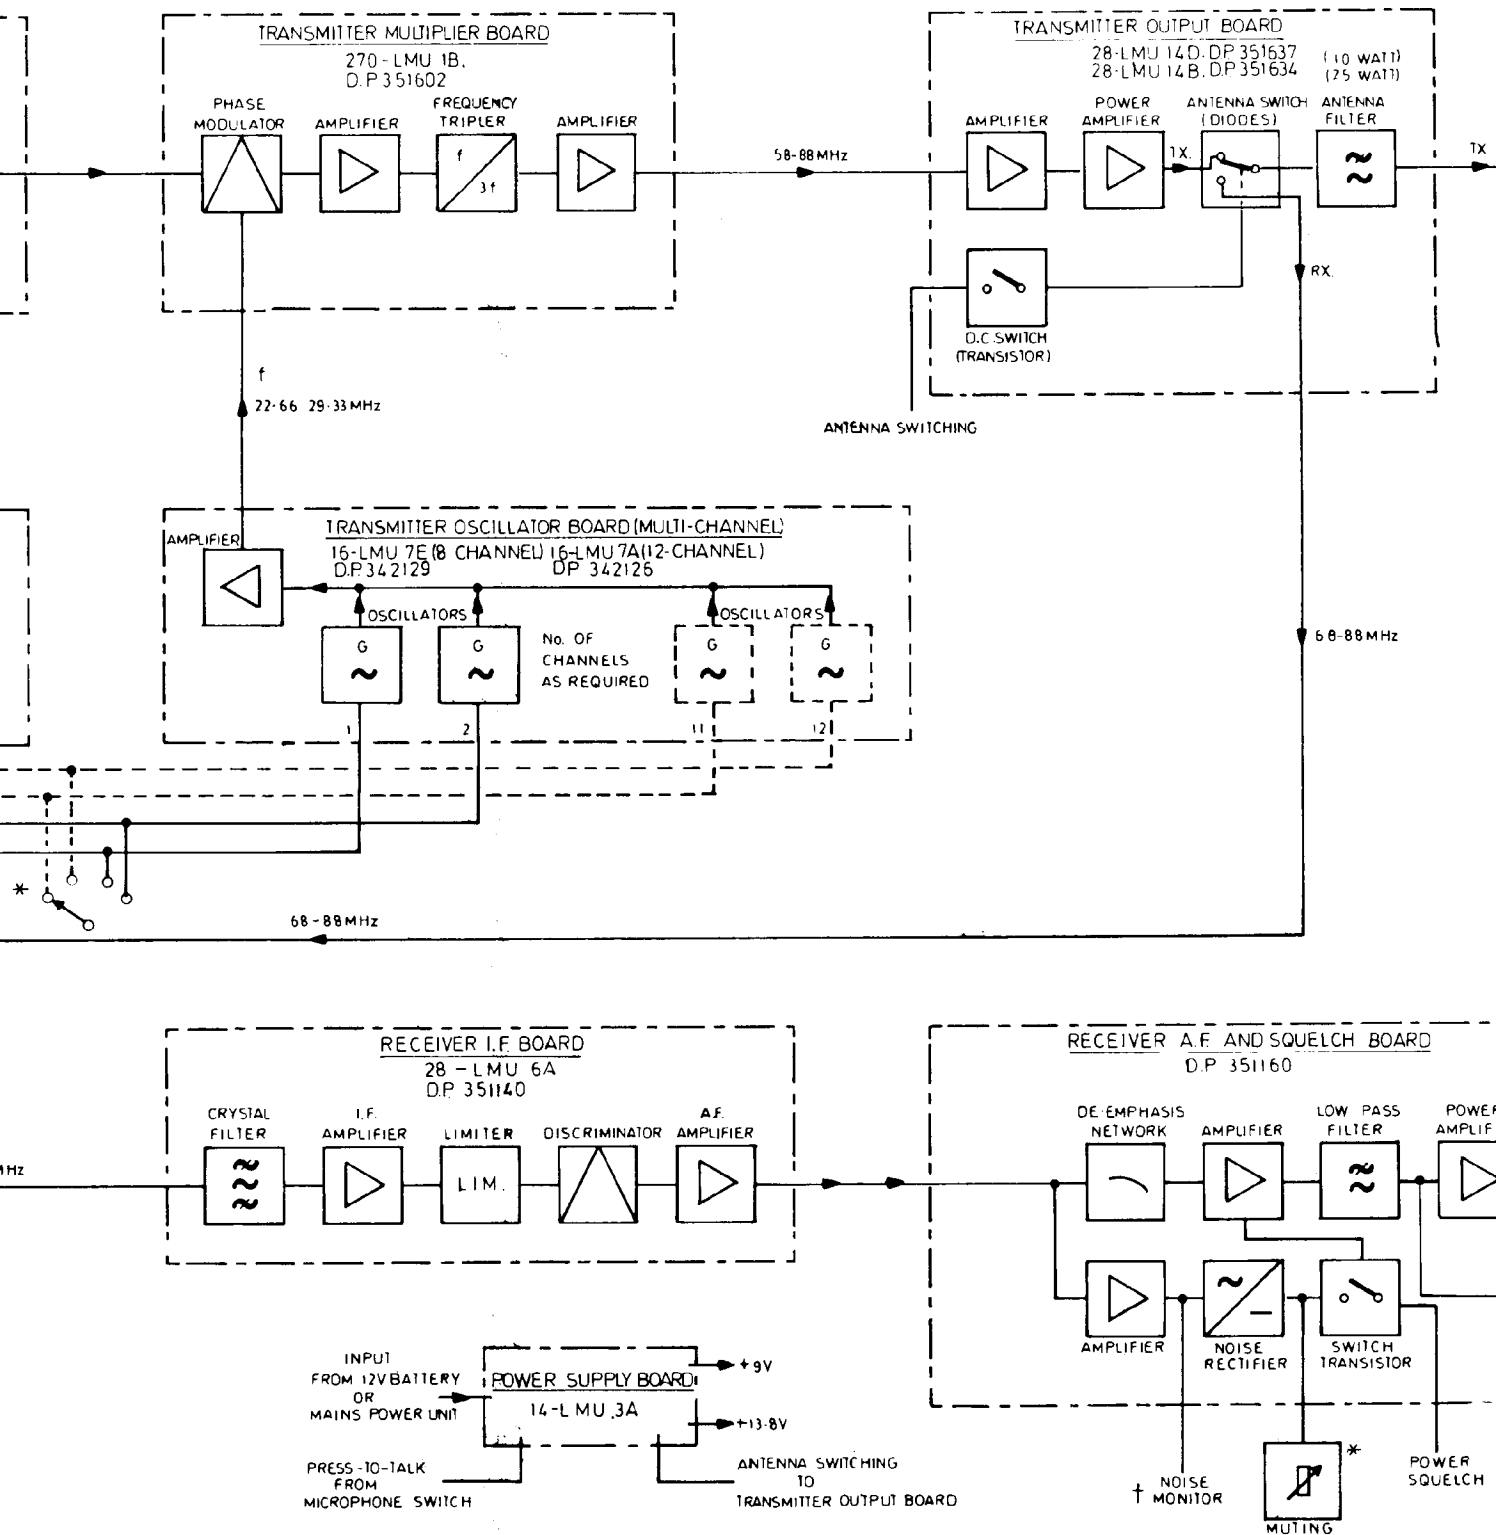 TRANSMITTER MULTIPLIER BOARD
270-LMU 1B.
D.P 351602
PHASE
MODULATOR
AMPLIFIER
FREQUENCY
TRIPLER
AMPLIFIER
f
3f
58-88MHz
TRANSMITTER OUTPUT BOARD
28-LMU 14D. DP 351637 (10 WATT)
28-LMU 14B. DP 351634 (25 WATT)
AMPLIFIER
POWER
AMPLIFIER
ANTENNA SWITCH
(DIODES)
ANTENNA
FILTER
TX.
TX
RX.
D.C.SWITCH
(TRANSISTOR)
ANTENNA SWITCHING
f
22·66 29·33MHz
TRANSMITTER OSCILLATOR BOARD (MULTI-CHANNEL)
16-LMU 7E (8 CHANNEL) 16-LMU 7A (12-CHANNEL)
D.P. 342129 DP 342126
AMPLIFIER
OSCILLATORS
OSCILLATORS
G
G
G
G
No. OF
CHANNELS
AS REQUIRED
1
2
11
12
68-88MHz
*
68-88MHz
RECEIVER I.F. BOARD
28-LMU 6A
D.P. 351140
CRYSTAL
FILTER
I.F.
AMPLIFIER
LIMITER
DISCRIMINATOR
A.F.
AMPLIFIER
LIM.
MHz
RECEIVER A.F. AND SQUELCH BOARD
D.P 351160
DE-EMPHASIS
NETWORK
AMPLIFIER
LOW PASS
FILTER
POWER
AMPLIF
AMPLIFIER
NOISE
RECTIFIER
SWITCH
TRANSISTOR
† NOISE
MONITOR
*
MUTING
POWER
SQUELCH
INPUT
FROM 12V BATTERY
OR
MAINS POWER UNIT
POWER SUPPLY BOARD
14-LMU 3A
+9V
+13·8V
PRESS-TO-TALK
FROM
MICROPHONE SWITCH
ANTENNA SWITCHING
TO
TRANSMITTER OUTPUT BOARD